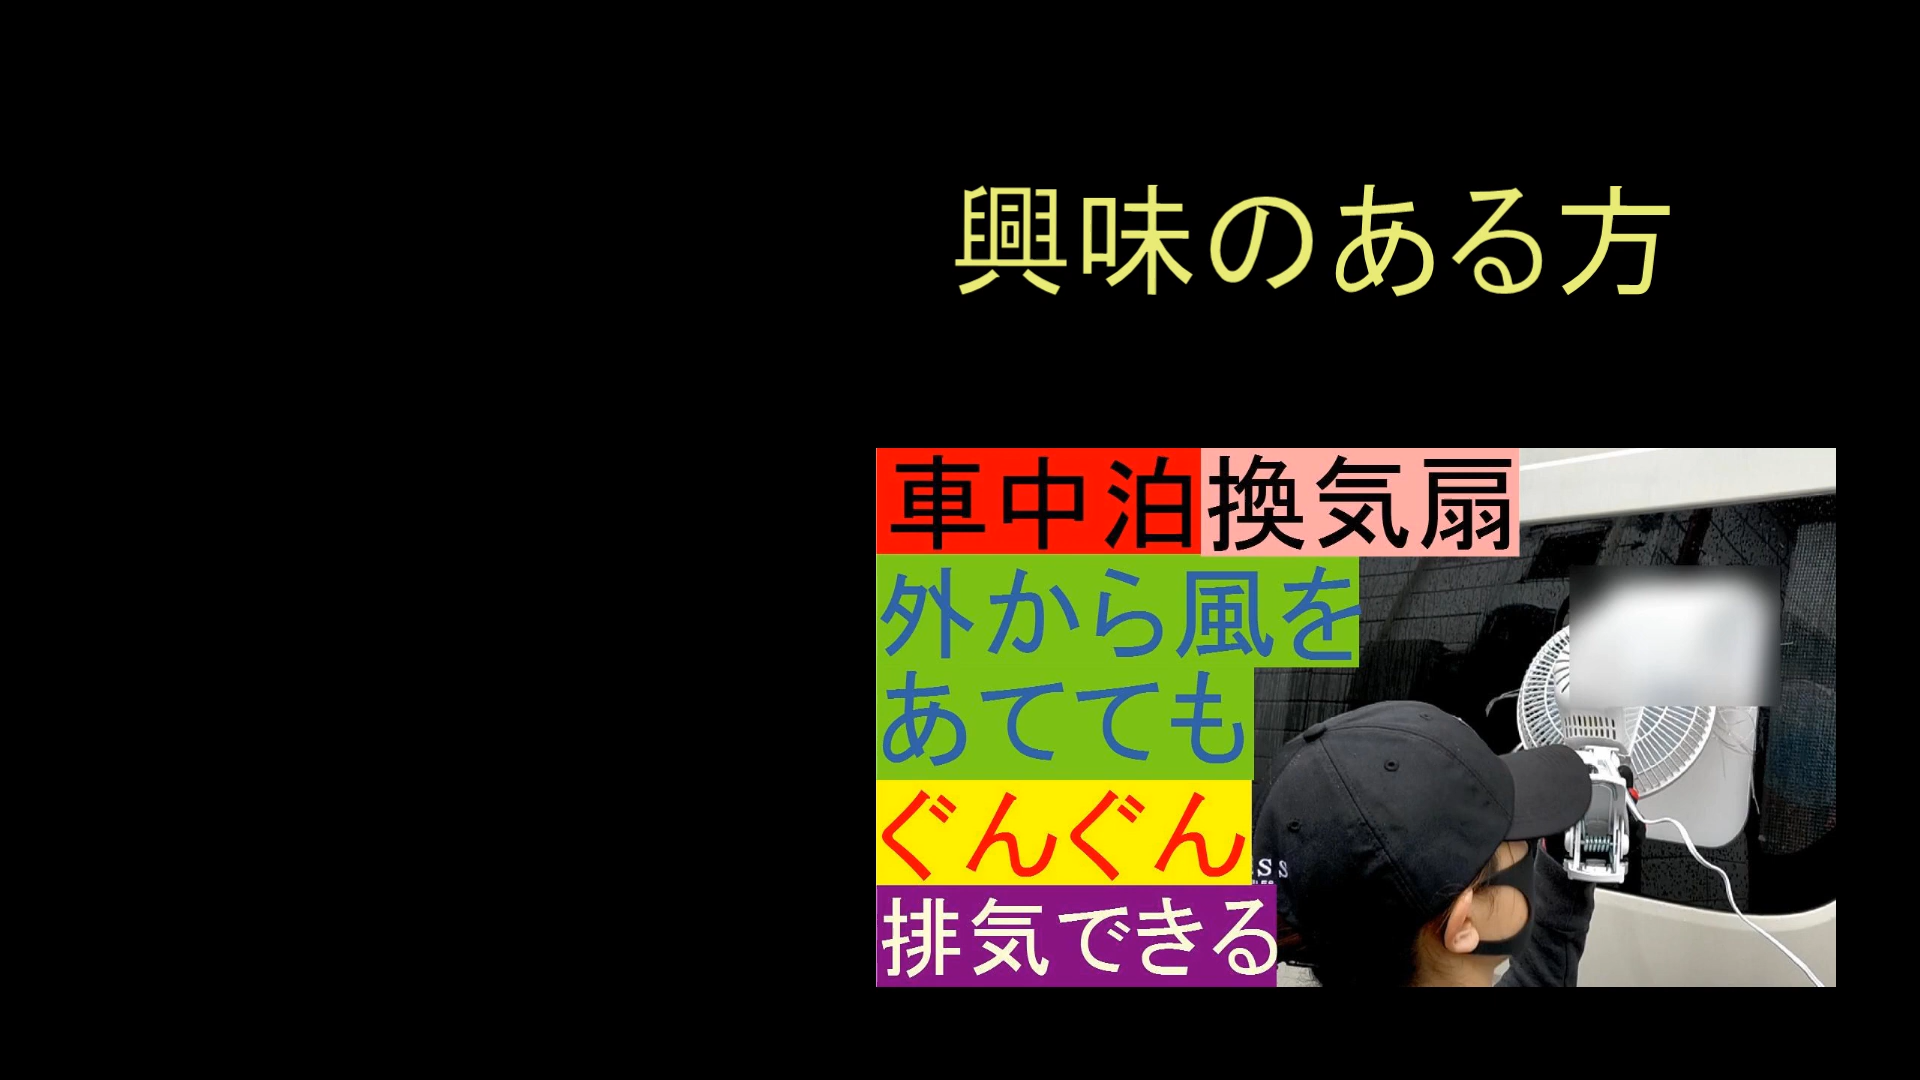 興味のある方
車中泊換気扇
外から風を
あてても
ぐんぐん
排気できる